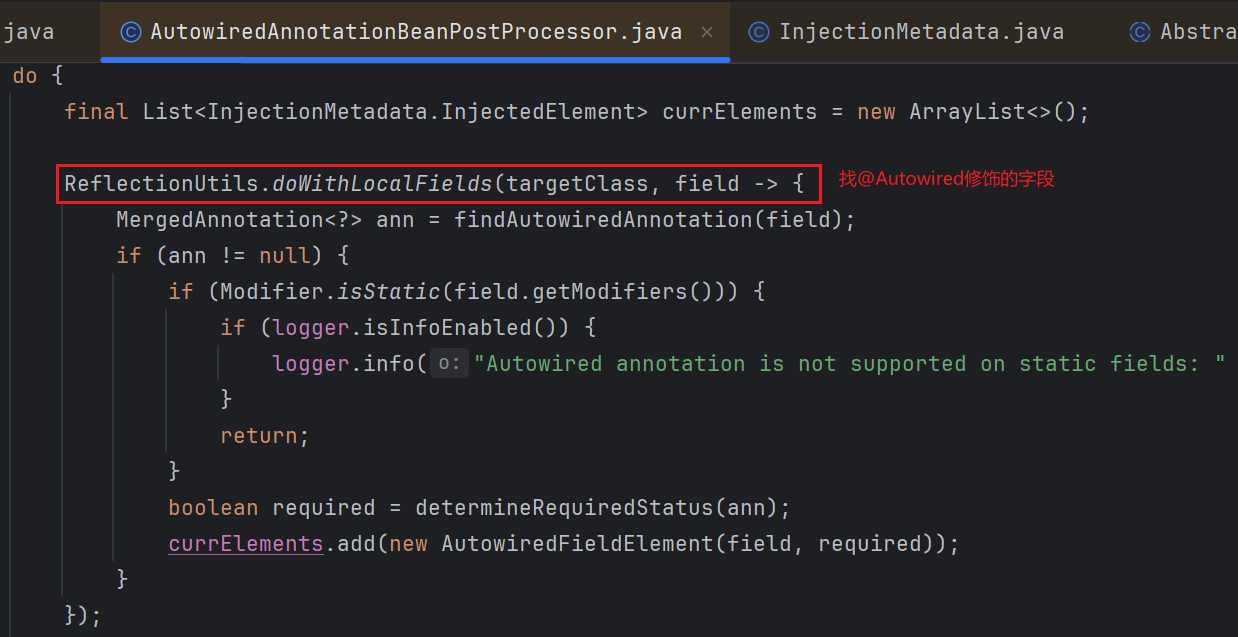 java
AutowiredAnnotationBeanPostProcessor.java
InjectionMetadata.java
Abstra
do {
final List<InjectionMetadata.InjectedElement> currElements = new ArrayList<>();
ReflectionUtils.doWithLocalFields(targetClass, field -> {
找@Autowired修饰的字段
MergedAnnotation<?> ann = findAutowiredAnnotation(field);
if (ann != null) {
if (Modifier.isStatic(field.getModifiers())) {
if (logger.isInfoEnabled()) {
logger.info( o: "Autowired annotation is not supported on static fields: "
}
return;
}
boolean required = determineRequiredStatus(ann);
currElements.add(new AutowiredFieldElement(field, required));
}
});